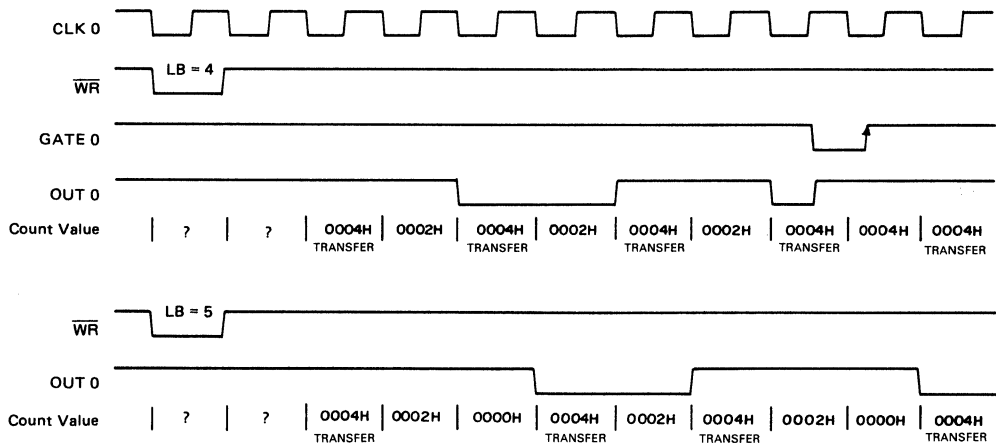 CLK 0
LB = 4
WR
GATE 0
OUT 0
Count Value ? ? 0004H 0002H 0004H 0002H 0004H 0002H 0004H 0004H 0004H
TRANSFER TRANSFER TRANSFER TRANSFER TRANSFER
LB = 5
WR
OUT 0
Count Value ? ? 0004H 0002H 0000H 0004H 0002H 0004H 0002H 0000H 0004H
TRANSFER TRANSFER TRANSFER TRANSFER